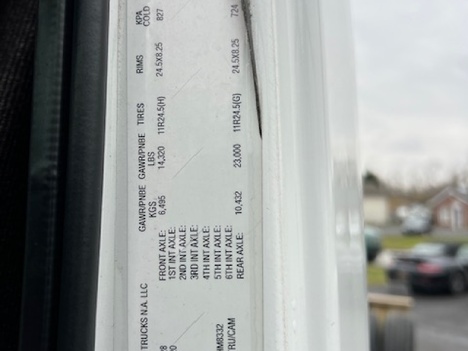 TRUCKS N.A. LLC
GAWR/PNBE GAWR/PNBE TIRES RIMS KPA
KGS LBS COLD
FRONT AXLE: 6,495 14,320 11R24.5(H) 24.5X8.25 827
1ST INT AXLE:
2ND INT AXLE:
3RD INT AXLE:
4TH INT AXLE:
5TH INT AXLE:
6TH INT AXLE:
REAR AXLE: 10,432 23,000 11R24.5(G) 24.5X8.25 724